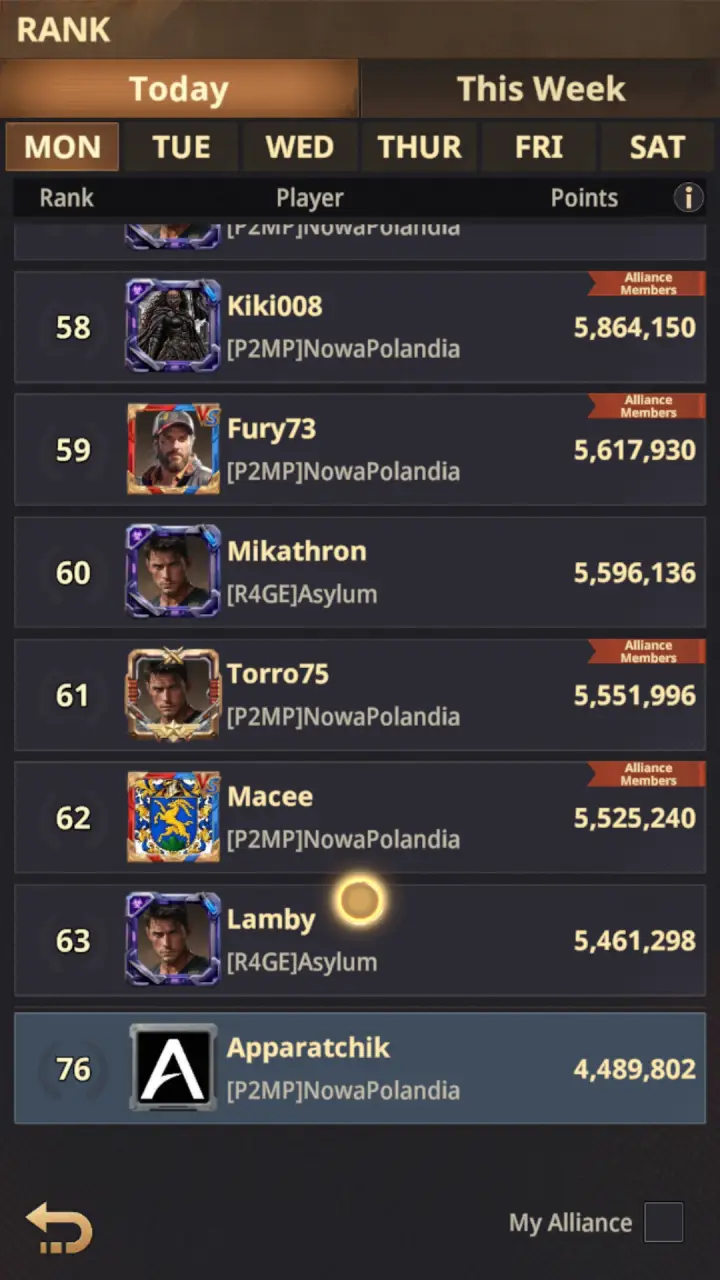 RANK
Today
This Week
MON
TUE
WED
THUR
FRI
SAT
Rank
Player
Points
i
[P2MP]NowaPolandia
58
Kiki008
[P2MP]NowaPolandia
Alliance
Members
5,864,150
59
VS
Fury73
[P2MP]NowaPolandia
Alliance
Members
5,617,930
60
Mikathron
[R4GE]Asylum
5,596,136
61
Torro75
[P2MP]NowaPolandia
Alliance
Members
5,551,996
62
VS
Macee
[P2MP]NowaPolandia
Alliance
Members
5,525,240
63
Lamby
[R4GE]Asylum
5,461,298
76
A
Apparatchik
[P2MP]NowaPolandia
4,489,802
My Alliance